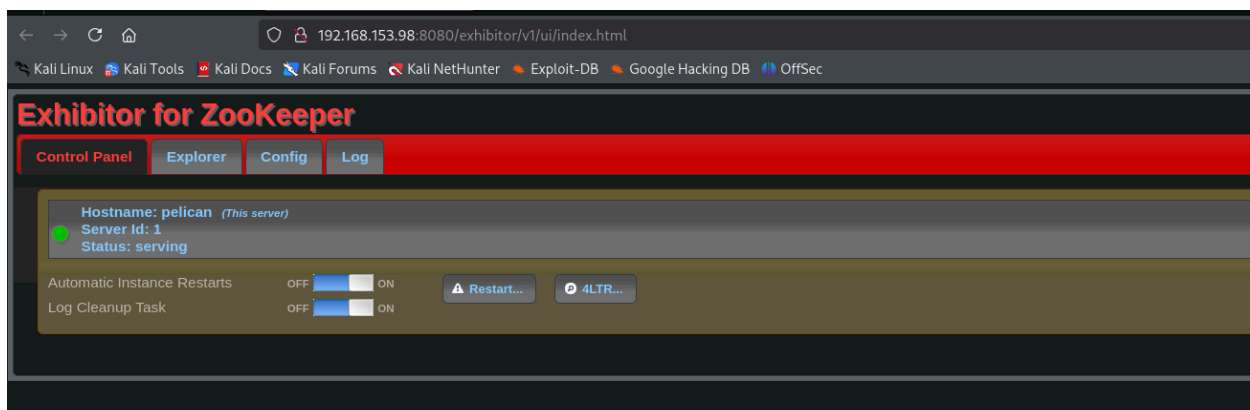 192.168.153.98:8080/exhibitor/v1/ui/index.html
Kali Linux Kali Tools Kali Docs Kali Forums Kali NetHunter Exploit-DB Google Hacking DB OffSec
Exhibitor for ZooKeeper
Control Panel Explorer Config Log
Hostname: pelican (This server)
Server Id: 1
Status: serving
Automatic Instance Restarts OFF ON Restart... 4LTR...
Log Cleanup Task OFF ON